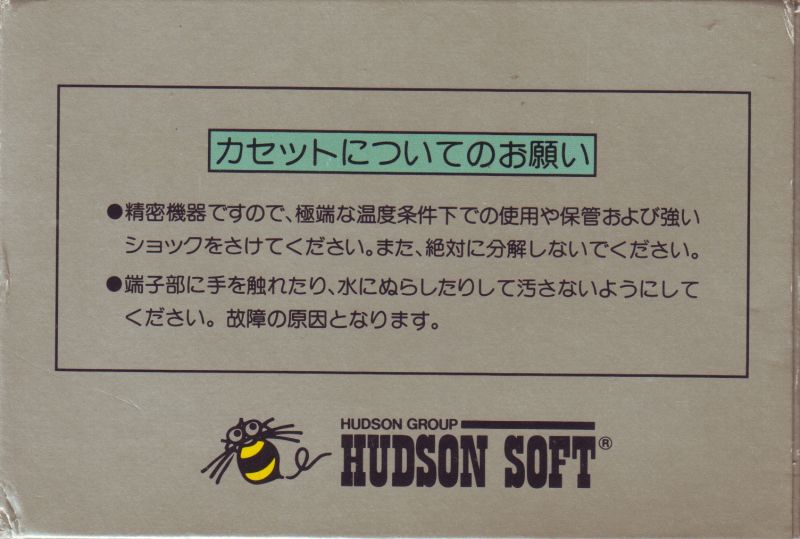 カセットについてのお願い
●精密機器ですので、極端な温度条件下での使用や保管および強い
ショックをさけてください。また、絶対に分解しないでください。
●端子部に手を触れたり、水にぬらしたりして汚さないようにして
ください。故障の原因となります。
HUDSON GROUP
HUDSON SOFT®